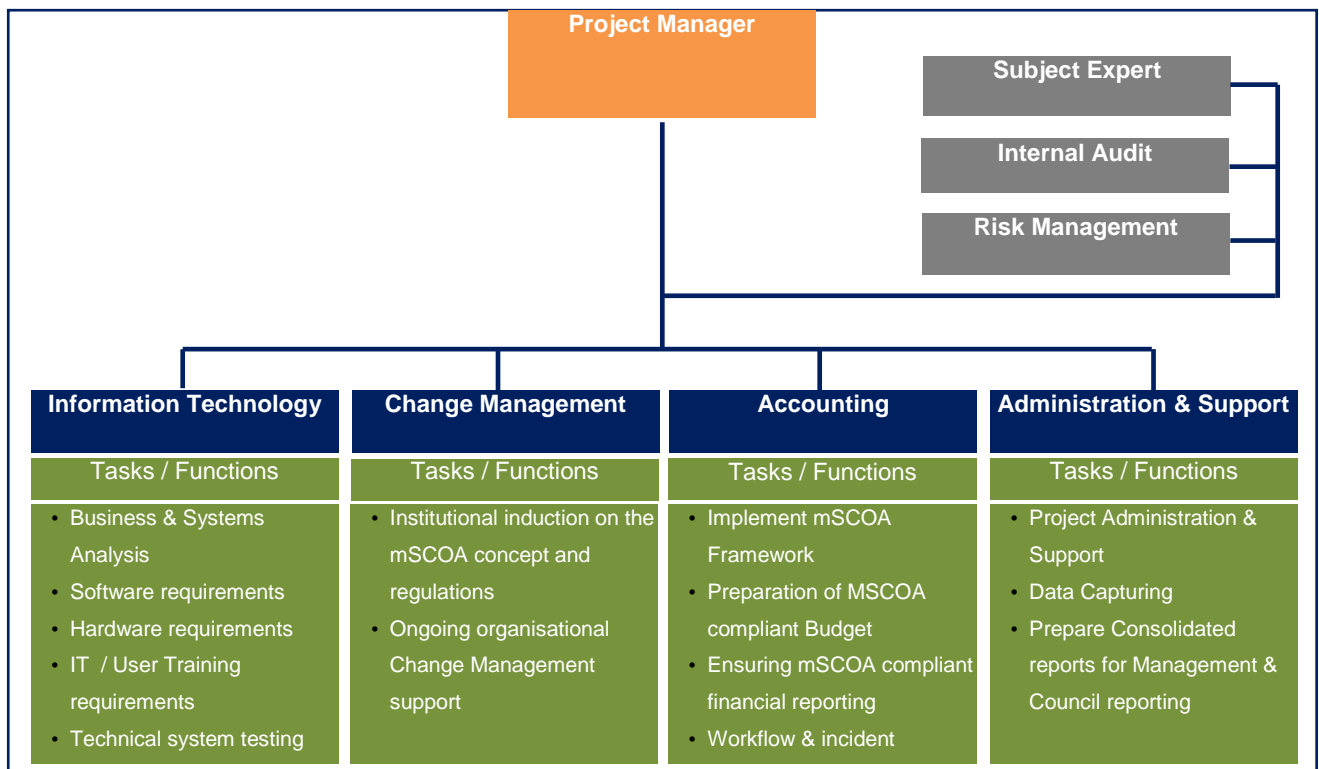 Project Manager
Subject Expert
Internal Audit
Risk Management
Information Technology
Tasks / Functions
• Business & Systems
Analysis
• Software requirements
• Hardware requirements
• IT / User Training
requirements
• Technical system testing
Change Management
Tasks / Functions
• Institutional induction on the
mSCOA concept and
regulations
• Ongoing organisational
Change Management
support
Accounting
Tasks / Functions
• Implement mSCOA
Framework
• Preparation of MSCOA
compliant Budget
• Ensuring mSCOA compliant
financial reporting
• Workflow & incident
Administration & Support
Tasks / Functions
• Project Administration &
Support
• Data Capturing
• Prepare Consolidated
reports for Management &
Council reporting